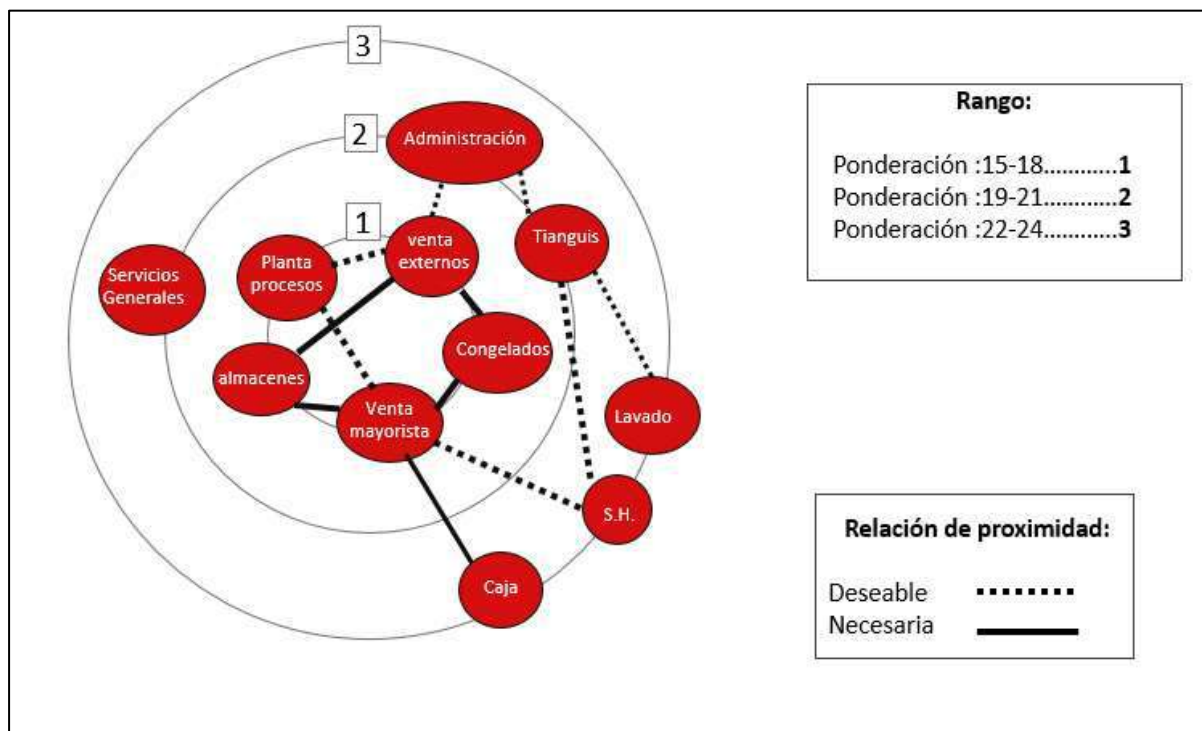 3
2
1
Administración
venta
externos
Tianguis
Planta
procesos
Servicios
Generales
Congelados
almacenes
Venta
mayorista
Lavado
S.H.
Caja
Rango:
Ponderación :15-18............1
Ponderación :19-21............2
Ponderación :22-24............3
Relación de proximidad:
Deseable
Necesaria